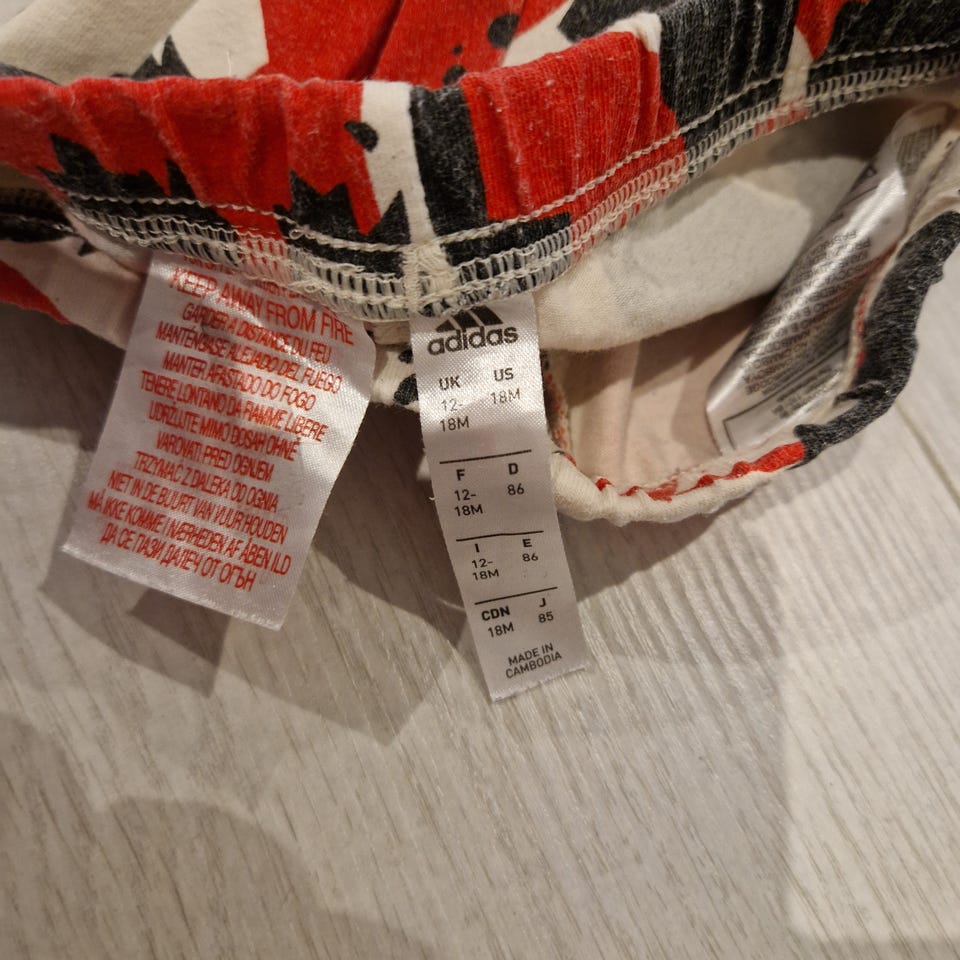 KEEP AWAY FROM FIRE
GARDER A DISTANCE DU FEU
MANTÉNGASE ALEJADO DEL FUEGO
MANTER AFASTADO DO FOGO
TENERE LONTANO DA FIAMME LIBERE
UDRŽUJTE MIMO DOSAH OHNĚ
VAROVATI PRED OGNJEM
TRZYMAĆ Z DALEKA OD OGNIA
NIET IN DE BUURT VAN VUUR HOUDEN
MÅ IKKE KOMME I NÆRHEDEN AF ÅBEN ILD
ДА СЕ ПАЗИ ДАЛЕЧ ОТ ОГЪН
adidas
UK US
12- 18M
18M
F D
12- 86
18M
I E
12- 86
18M
CDN J
18M 85
MADE IN
CAMBODIA